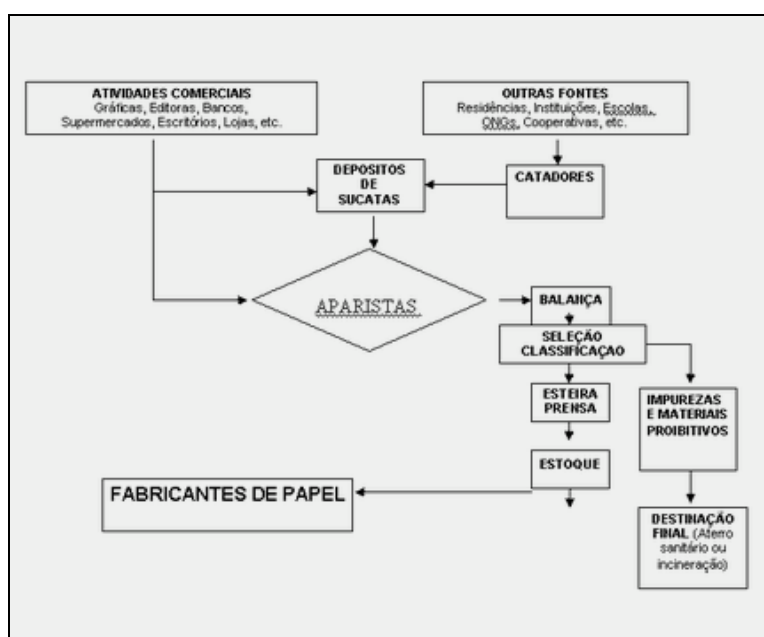 ATIVIDADES COMERCIAIS
Gráficas, Editoras, Bancos,
Supermercados, Escritórios, Lojas, etc.
OUTRAS FONTES
Residências, Instituições, Escolas,
ONGs, Cooperativas, etc.
DEPOSITOS
DE
SUCATAS
CATADORES
APARISTAS
BALANÇA
SELEÇÃO
CLASSIFICAÇAO
ESTEIRA
PRENSA
IMPUREZAS
E MATERIAIS
PROIBITIVOS
ESTOQUE
FABRICANTES DE PAPEL
DESTINAÇÃO
FINAL (Aterro
sanitário ou
incineração)